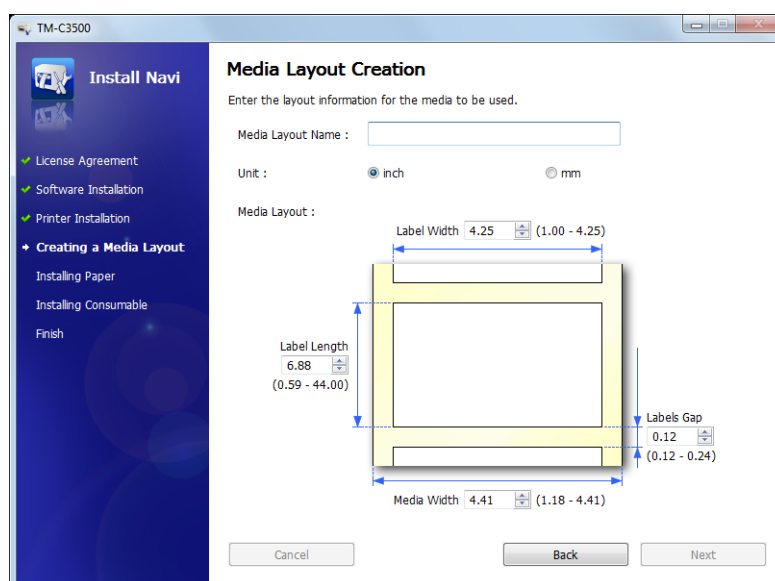 TM-C3500
Install Navi
License Agreement
Software Installation
Printer Installation
Creating a Media Layout
Installing Paper
Installing Consumable
Finish
Media Layout Creation
Enter the layout information for the media to be used.
Media Layout Name :
Unit : inch mm
Media Layout :
Label Width 4.25 (1.00 - 4.25)
Label Length
6.88
(0.59 - 44.00)
Labels Gap
0.12
(0.12 - 0.24)
Media Width 4.41 (1.18 - 4.41)
Cancel Back Next